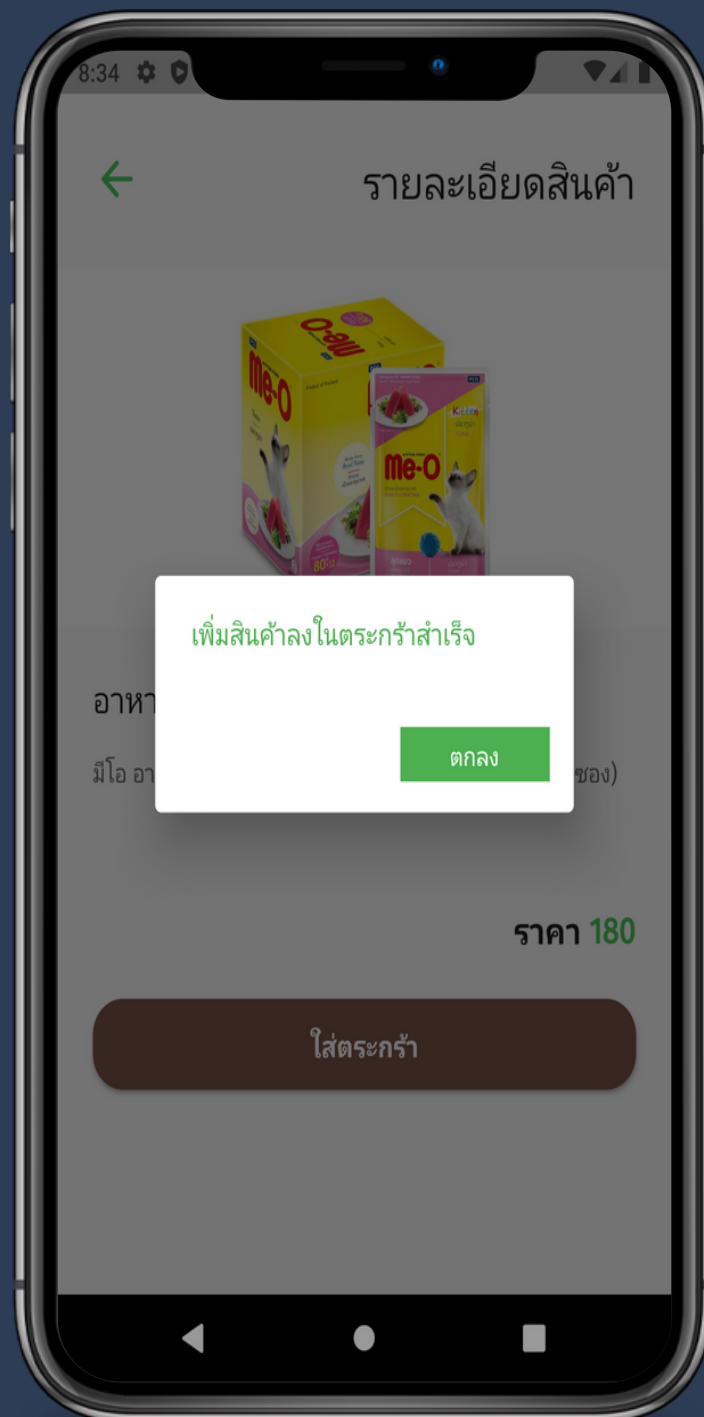 8:34
รายละเอียดสินค้า
me-O
me-O
Kitten
me-O
80
เพิ่มสินค้าลงในตระกร้าสำเร็จ
อาหา
ตกลง
มีโอ อา
ซอง)
ราคา 180
ใส่ตระกร้า